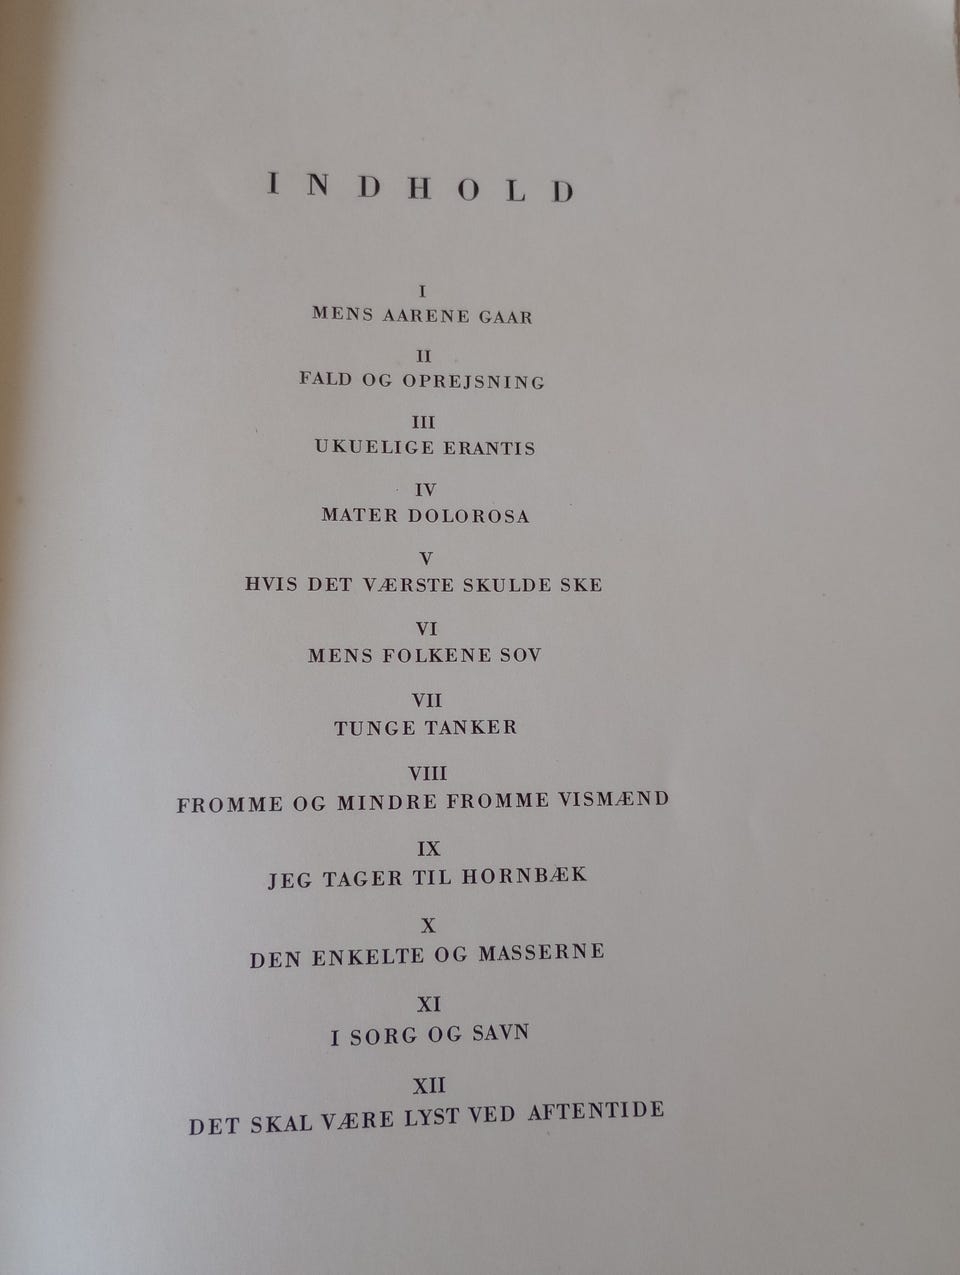 INDHOLD
I
MENS AARENE GAAR
II
FALD OG OPREJSNING
III
UKUELIGE ERANTIS
IV
MATER DOLOROSA
V
HVIS DET VÆRSTE SKULDE SKE
VI
MENS FOLKENE SOV
VII
TUNGE TANKER
VIII
FROMME OG MINDRE FROMME VISMÆND
IX
JEG TAGER TIL HORNBÆK
X
DEN ENKELTE OG MASSERNE
XI
I SORG OG SAVN
XII
DET SKAL VÆRE LYST VED AFTENTIDE